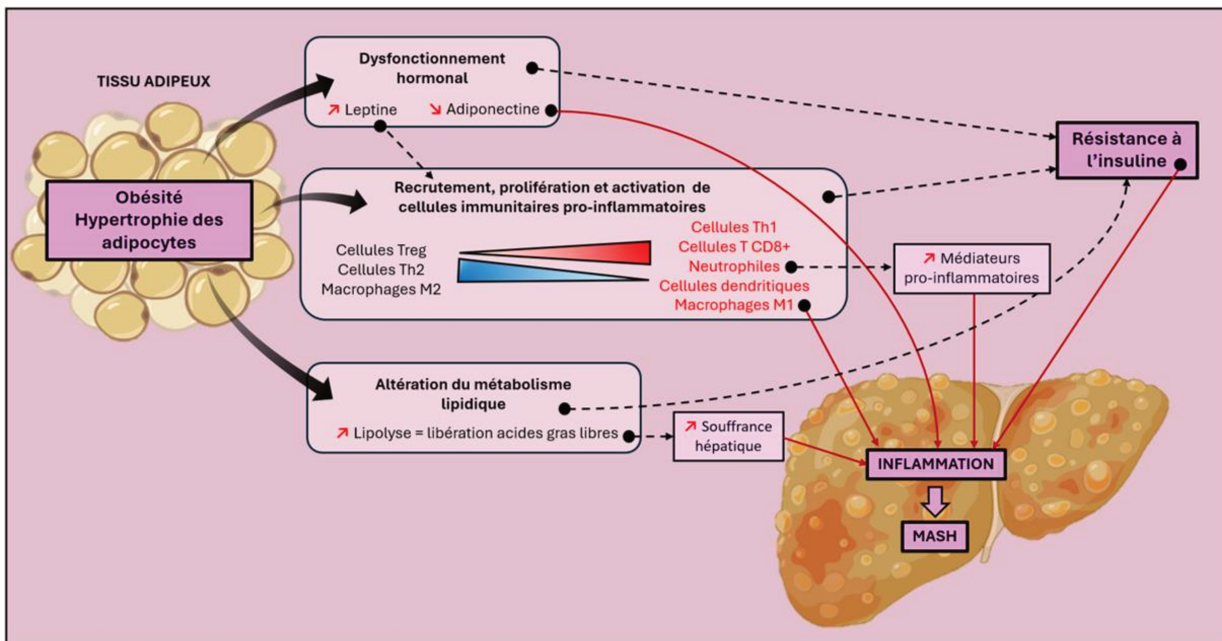 TISSU ADIPEUX
Obésité
Hypertrophie des
adipocytes
Dysfonctionnement
hormonal
↗ Leptine ↘ Adiponectine
Recrutement, prolifération et activation de
cellules immunitaires pro-inflammatoires
Cellules Treg
Cellules Th2
Macrophages M2
Cellules Th1
Cellules T CD8+
Neutrophiles
Cellules dendritiques
Macrophages M1
Altération du métabolisme
lipidique
↗ Lipolyse = libération acides gras libres
↗ Souffrance
hépatique
↗ Médiateurs
pro-inflammatoires
Résistance à
l’insuline
INFLAMMATION
MASH